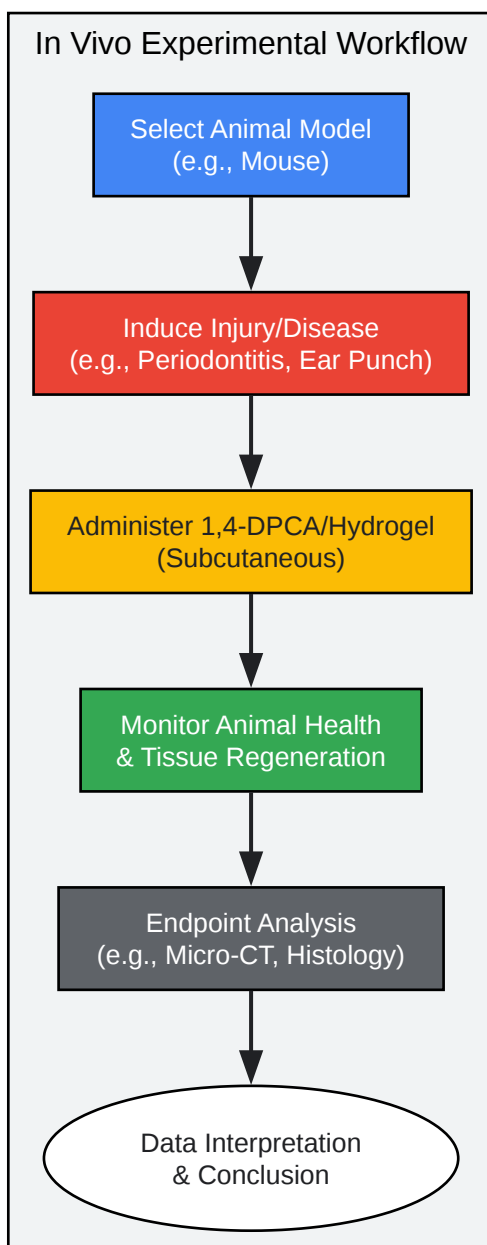 In Vivo Experimental Workflow
Select Animal Model
(e.g., Mouse)
Induce Injury/Disease
(e.g., Periodontitis, Ear Punch)
Administer 1,4-DPCA/Hydrogel
(Subcutaneous)
Monitor Animal Health
& Tissue Regeneration
Endpoint Analysis
(e.g., Micro-CT, Histology)
Data Interpretation
& Conclusion